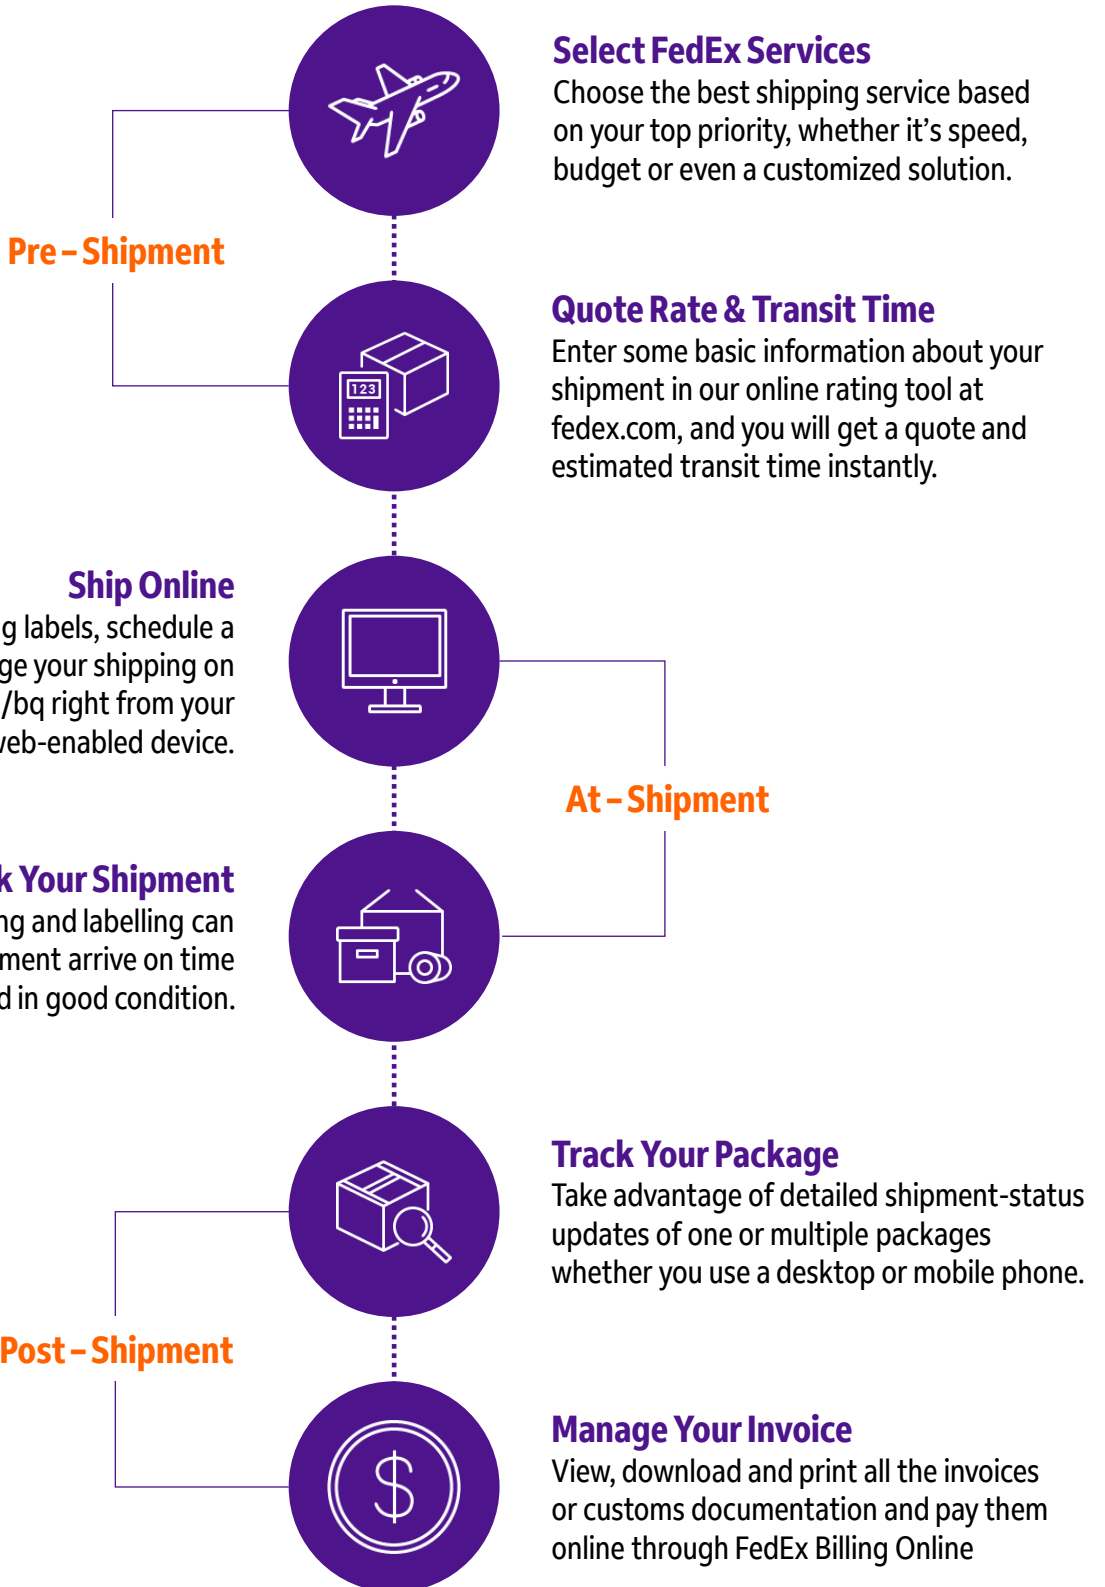 Select FedEx Services
Choose the best shipping service based
on your top priority, whether it's speed,
budget or even a customized solution.
Pre – Shipment
Quote Rate & Transit Time
Enter some basic information about your
shipment in our online rating tool at
fedex.com, and you will get a quote and
estimated transit time instantly.
123
Ship Online
g labels, schedule a
ge your shipping on
/bq right from your
web-enabled device.
At – Shipment
k Your Shipment
ng and labelling can
ment arrive on time
d in good condition.
Track Your Package
Take advantage of detailed shipment-status
updates of one or multiple packages
whether you use a desktop or mobile phone.
Post – Shipment
$
Manage Your Invoice
View, download and print all the invoices
or customs documentation and pay them
online through FedEx Billing Online